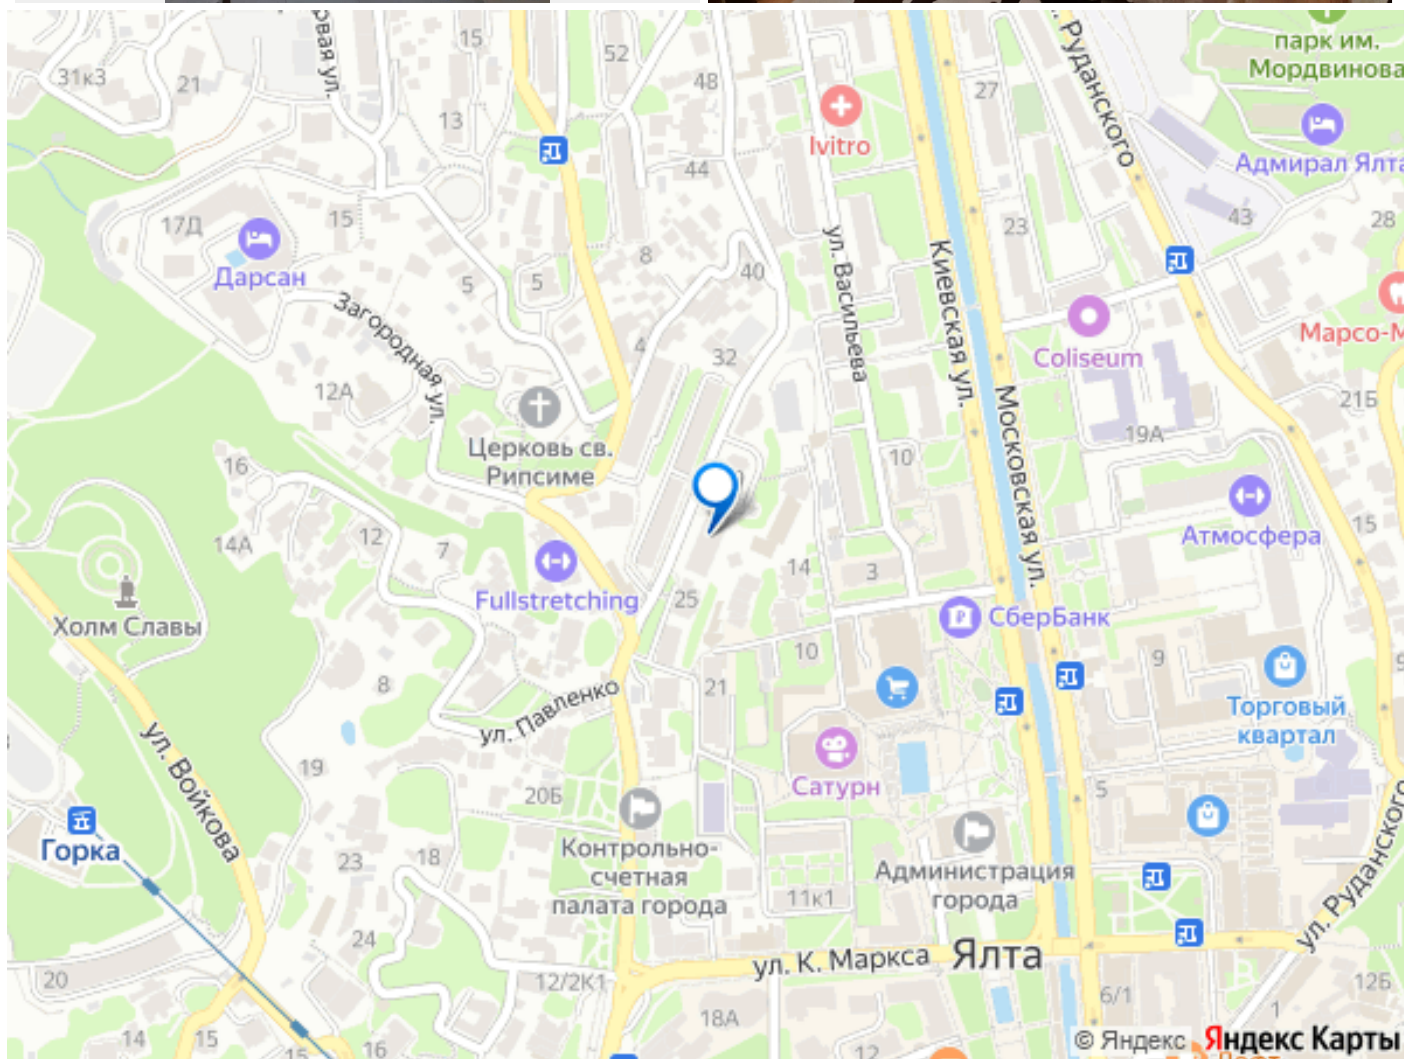 парк им.
Мордвинова
ул. Руданского
овая ул.
31к3
21
15
52
48
13
27
Ivitro
44
Адмирал Ялта
17Д
15
43
28
23
Дарсан
5
5
8
40
ул. Васильева
Киевская ул.
Загородная ул.
Coliseum
Марсо-М
4
32
12А
Церковь св.
Рипсиме
Московская ул.
21Б
19А
16
10
14А
12
7
Атмосфера
15
Fullstretching
14
3
25
Холм Славы
СберБанк
10
9
8
21
ул. Павленко
Торговый
квартал
ул. Войкова
19
Сатурн
20Б
5
Горка
Контрольно-
счетная
палата города
Администрация
города
23
18
11к1
ул. Руданского
24
ул. К. Маркса
Ялта
20
12/2К1
6/1
12Б
1
18А
14
15
15
16
12
© Яндекс Яндекс Карты